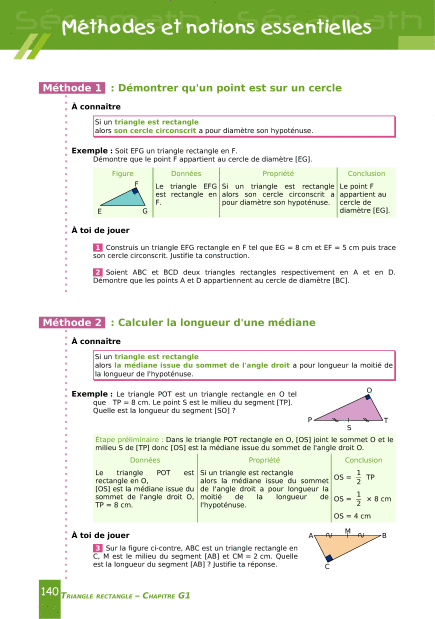 Méthodes et notions essentielles
Méthode 1 : Démontrer qu'un point est sur un cercle
À connaître
Si un triangle est rectangle
alors son cercle circonscrit a pour diamètre son hypoténuse.
Exemple : Soit EFG un triangle rectangle en F.
Démontre que le point F appartient au cercle de diamètre [EG].
Figure
F
E G
Données
Le triangle EFG
est rectangle en
F.
Propriété
Si un triangle est rectangle
alors son cercle circonscrit a
pour diamètre son hypoténuse.
Conclusion
Le point F
appartient au
cercle de
diamètre [EG].
À toi de jouer
1 Construis un triangle EFG rectangle en F tel que EG = 8 cm et EF = 5 cm puis trace
son cercle circonscrit. Justifie ta construction.
2 Soient ABC et BCD deux triangles rectangles respectivement en A et en D.
Démontre que les points A et D appartiennent au cercle de diamètre [BC].
Méthode 2 : Calculer la longueur d'une médiane
À connaître
Si un triangle est rectangle
alors la médiane issue du sommet de l'angle droit a pour longueur la moitié de
la longueur de l'hypoténuse.
Exemple : Le triangle POT est un triangle rectangle en O tel
que TP = 8 cm. Le point S est le milieu du segment [TP].
Quelle est la longueur du segment [SO] ?
O
P T
S
Étape préliminaire : Dans le triangle POT rectangle en O, [OS] joint le sommet O et le
milieu S de [TP] donc [OS] est la médiane issue du sommet de l'angle droit O.
Données
Le triangle POT est
rectangle en O,
[OS] est la médiane issue du
sommet de l'angle droit O,
TP = 8 cm.
Propriété
Si un triangle est rectangle
alors la médiane issue du sommet
de l'angle droit a pour longueur la
moitié de la longueur de
l'hypoténuse.
Conclusion
OS = 1/2 TP
OS = 1/2 × 8 cm
OS = 4 cm
À toi de jouer
3 Sur la figure ci-contre, ABC est un triangle rectangle en
C, M est le milieu du segment [AB] et CM = 2 cm. Quelle
est la longueur du segment [AB] ? Justifie ta réponse.
A M B
C
140 TRIANGLE RECTANGLE – CHAPITRE G1